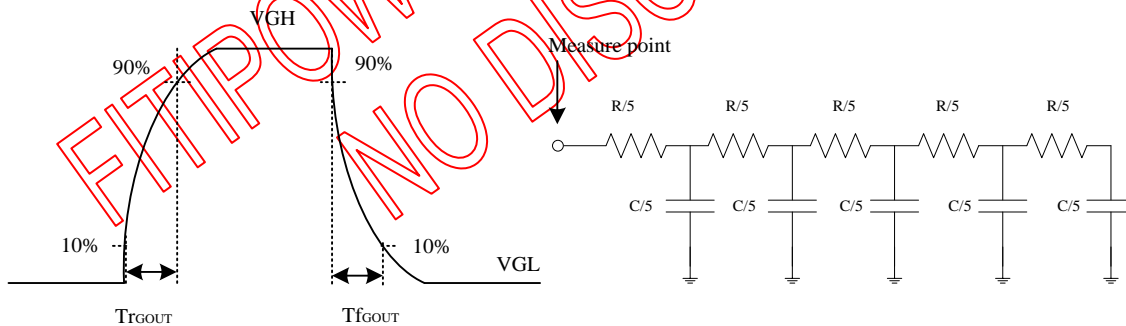 VGH
90%
90%
10%
10%
VGL
TrGOUT
TfGOUT
Measure point
R/5
R/5
R/5
R/5
R/5
C/5
C/5
C/5
C/5
C/5